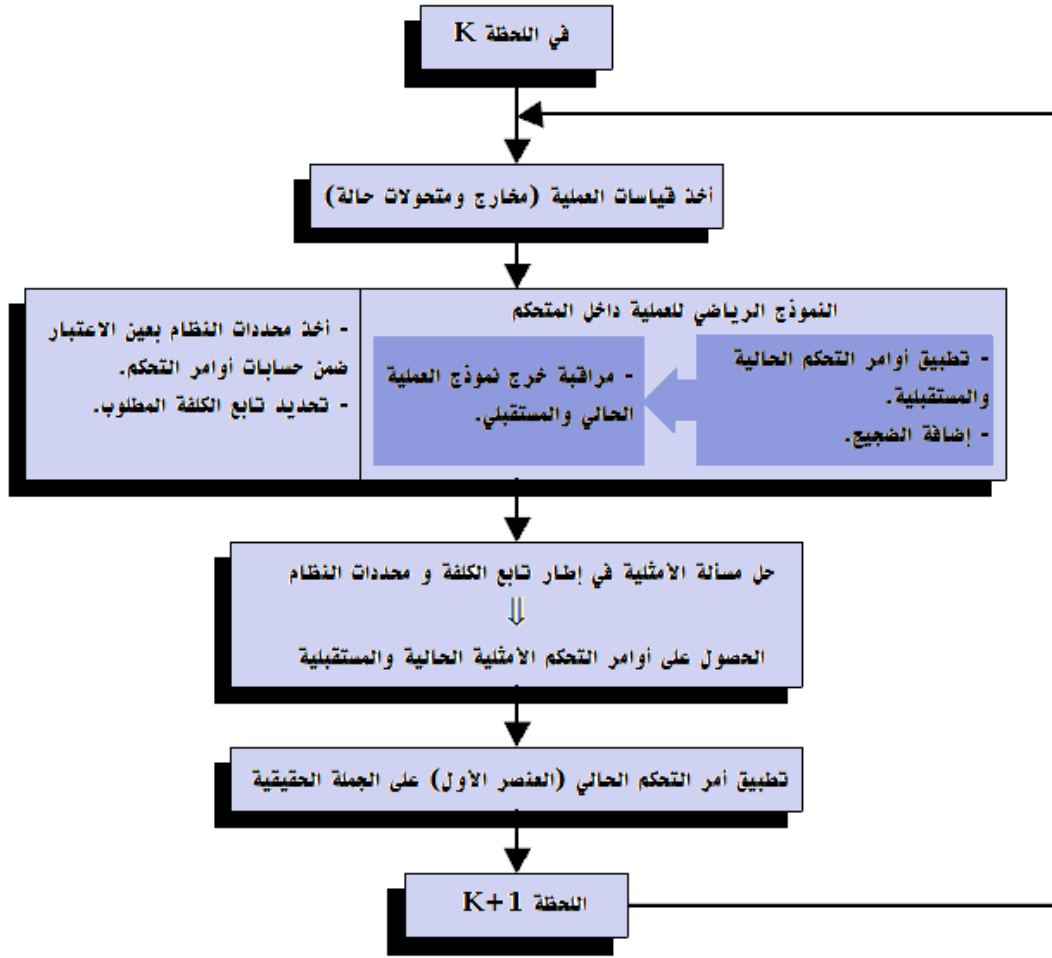 في اللحظة K
أخذ قياسات العملية (مخارج ومتحولات حالة)
النموذج الرياضي للعملية داخل المتحكم
- تطبيق أوامر التحكم الحالية
والمستقبلية.
- إضافة الضجيج.
- مراقبة خرج نموذج العملية
الحالي والمستقبلي.
- أخذ محددات النظام بعين الاعتبار
ضمن حسابات أوامر التحكم.
- تحديد تابع الكلفة المطلوب.
حل مسألة الأمثلية في إطار تابع الكلفة و محددات النظام
⇓
الحصول على أوامر التحكم الأمثلية الحالية والمستقبلية
تطبيق أمر التحكم الحالي (العنصر الأول) على الجملة الحقيقية
اللحظة K+1